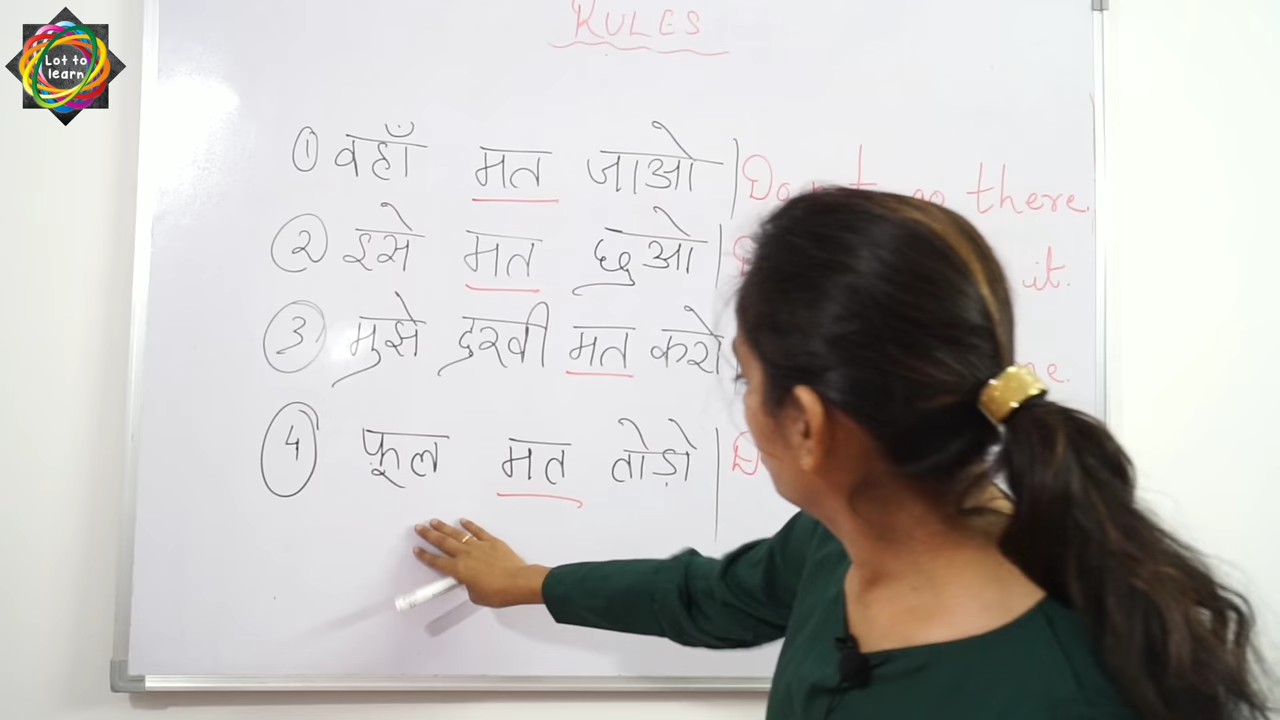 Lot to
learn
RULES
① वहाँ मत जाओ | Don't go there.
② इसे मत छुओ | it.
③ मुझे दुखी मत करो me.
④ फूल मत तोड़ो |